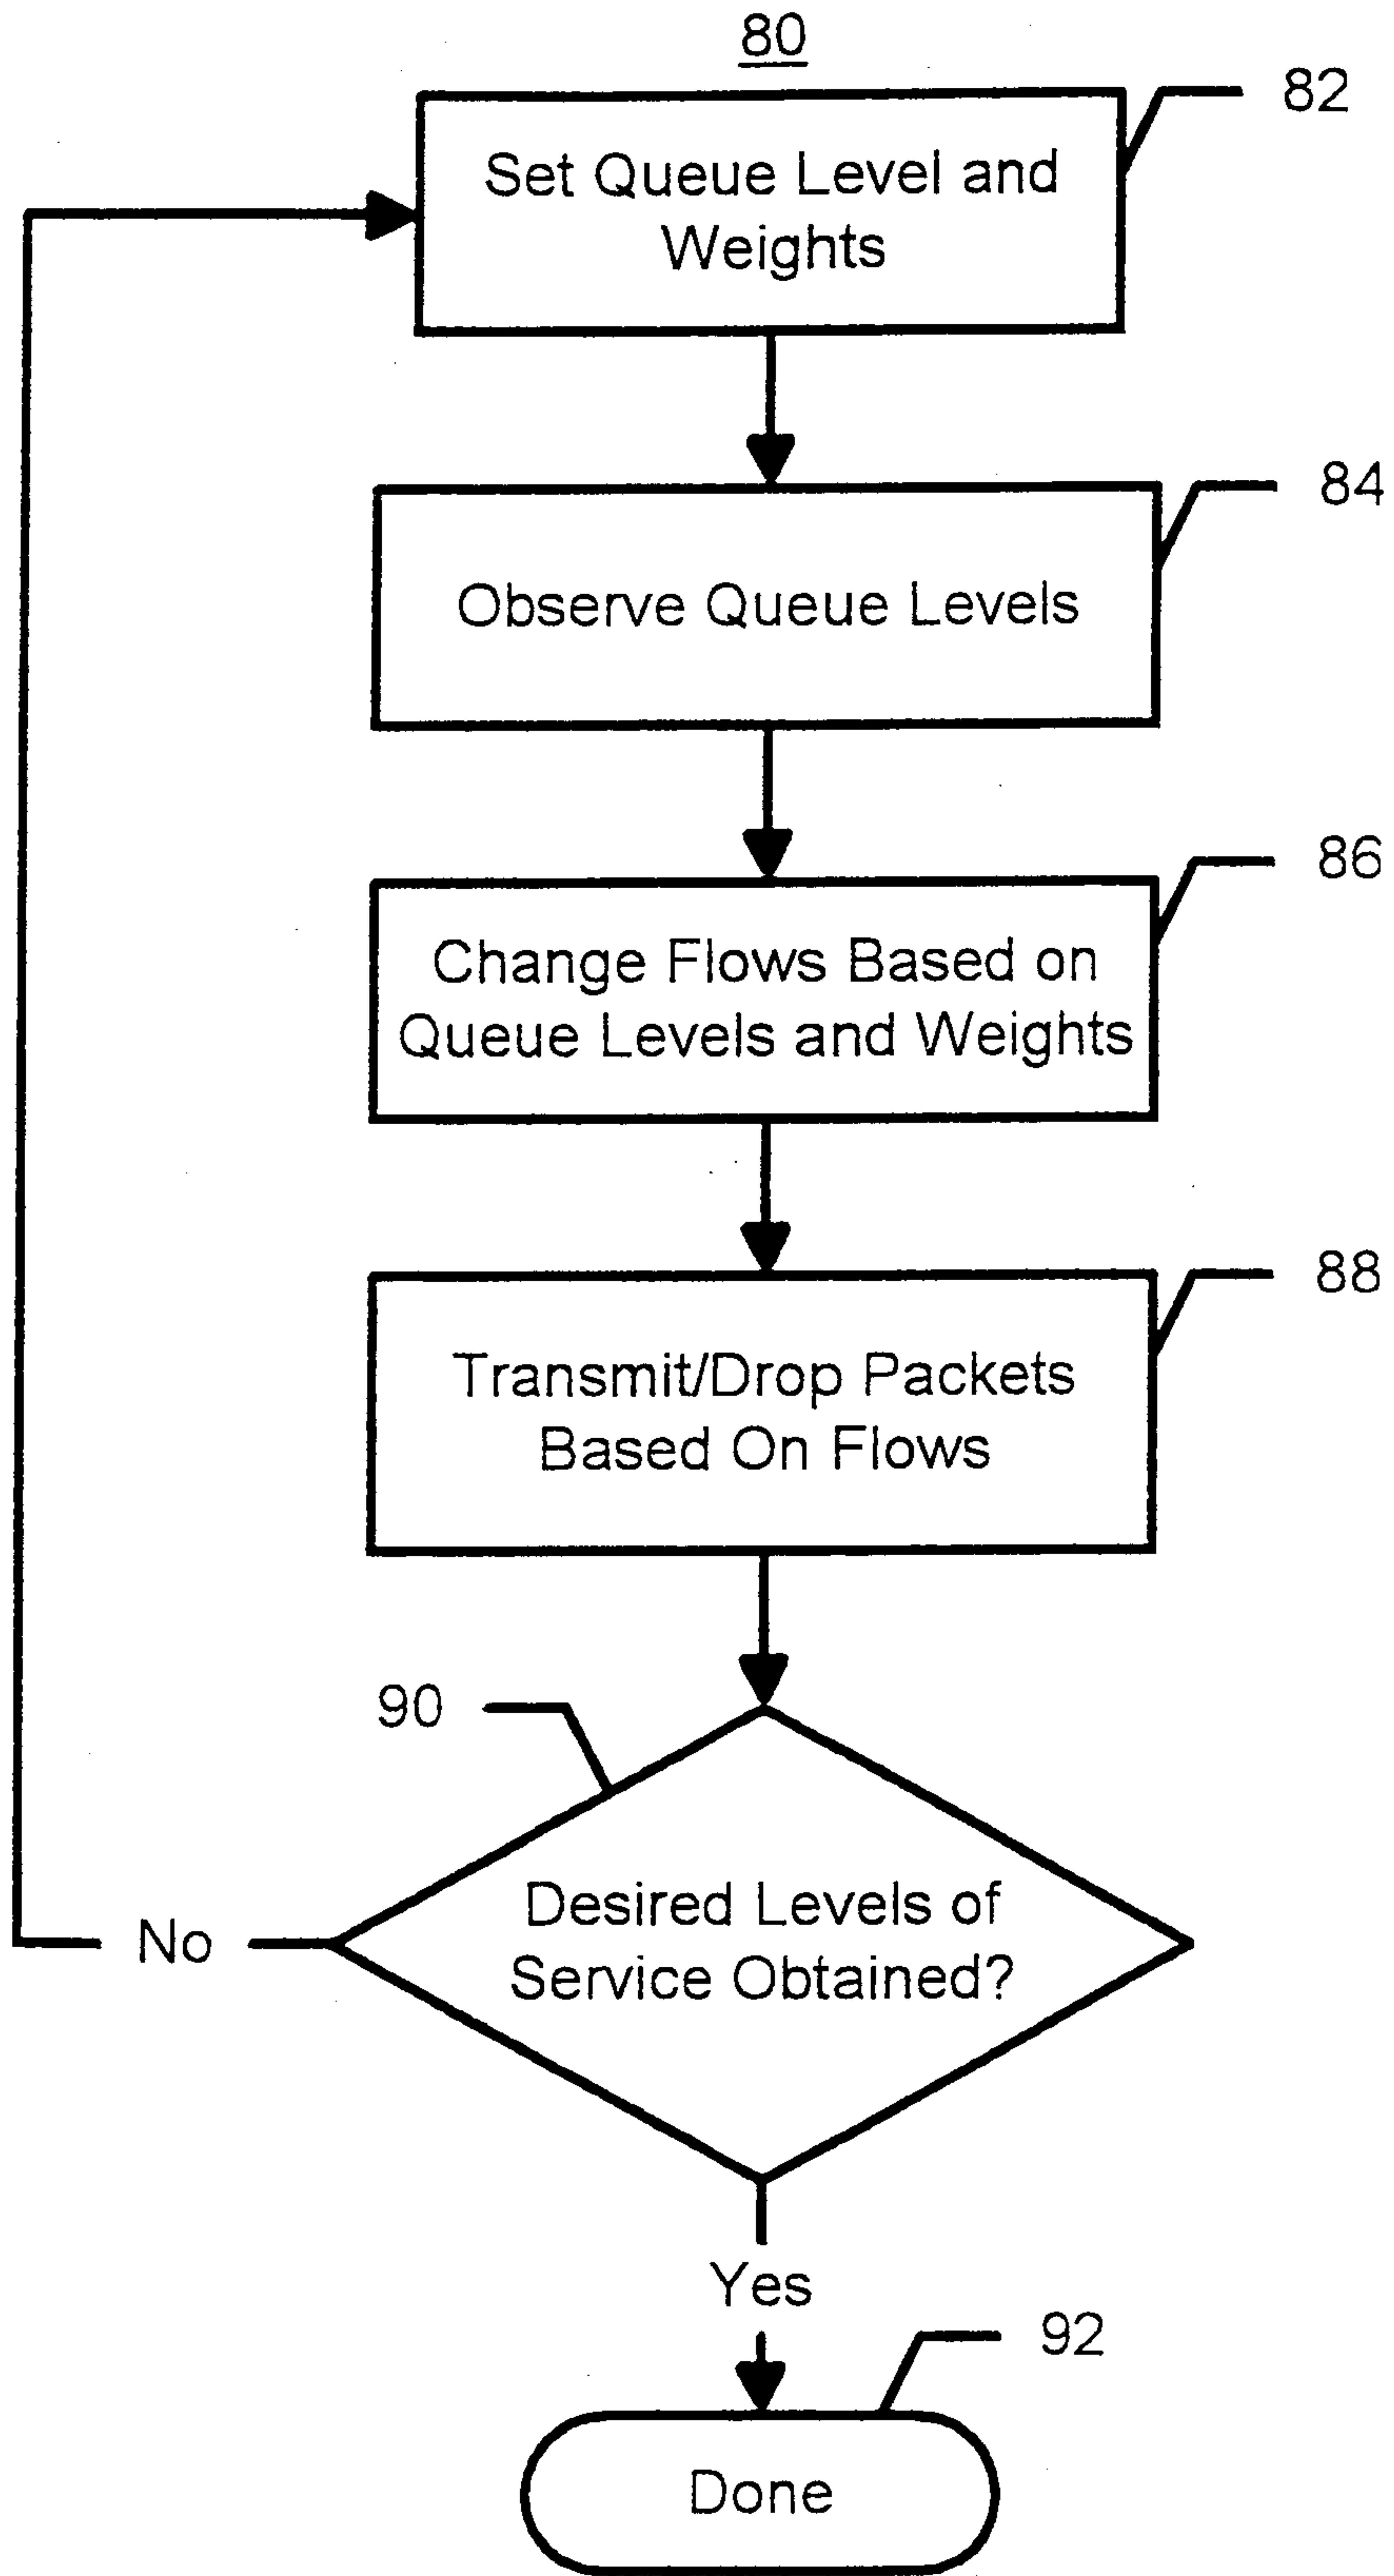 80
82
Set Queue Level and
Weights
84
Observe Queue Levels
86
Change Flows Based on
Queue Levels and Weights
88
Transmit/Drop Packets
Based On Flows
90
Desired Levels of
Service Obtained?
No
Yes
92
Done